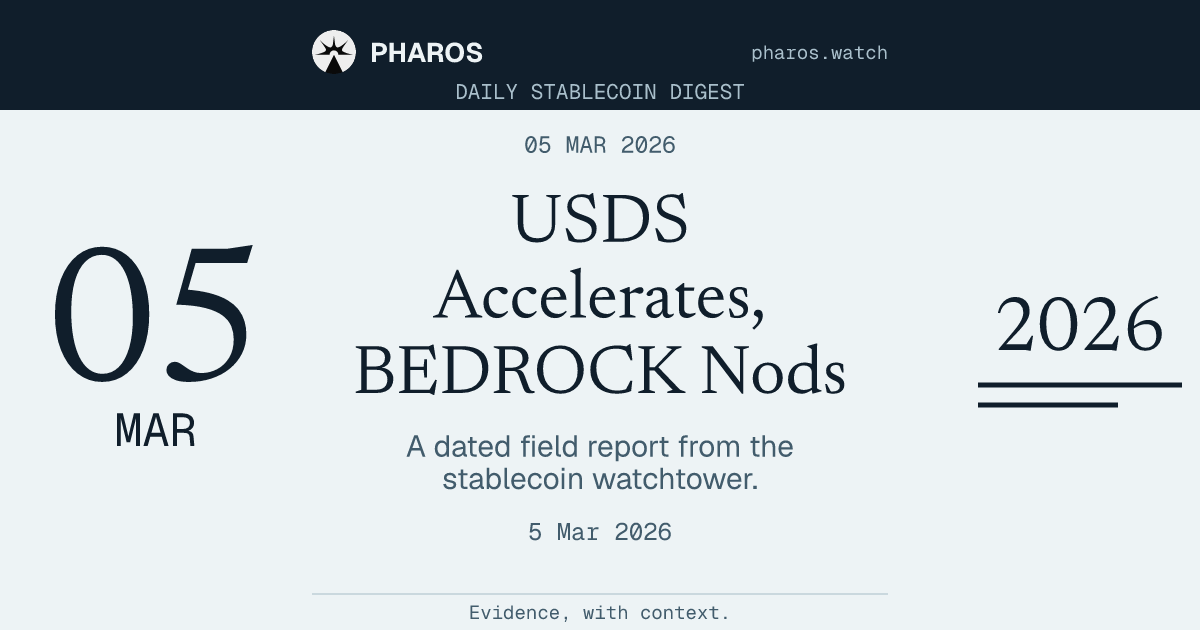 PHAROS
pharos.watch
DAILY STABLECOIN DIGEST
05 MAR 2026
USDS
Accelerates,
BEDROCK Nods
A dated field report from the
stablecoin watchtower.
5 Mar 2026
05
MAR
2026
Evidence, with context.